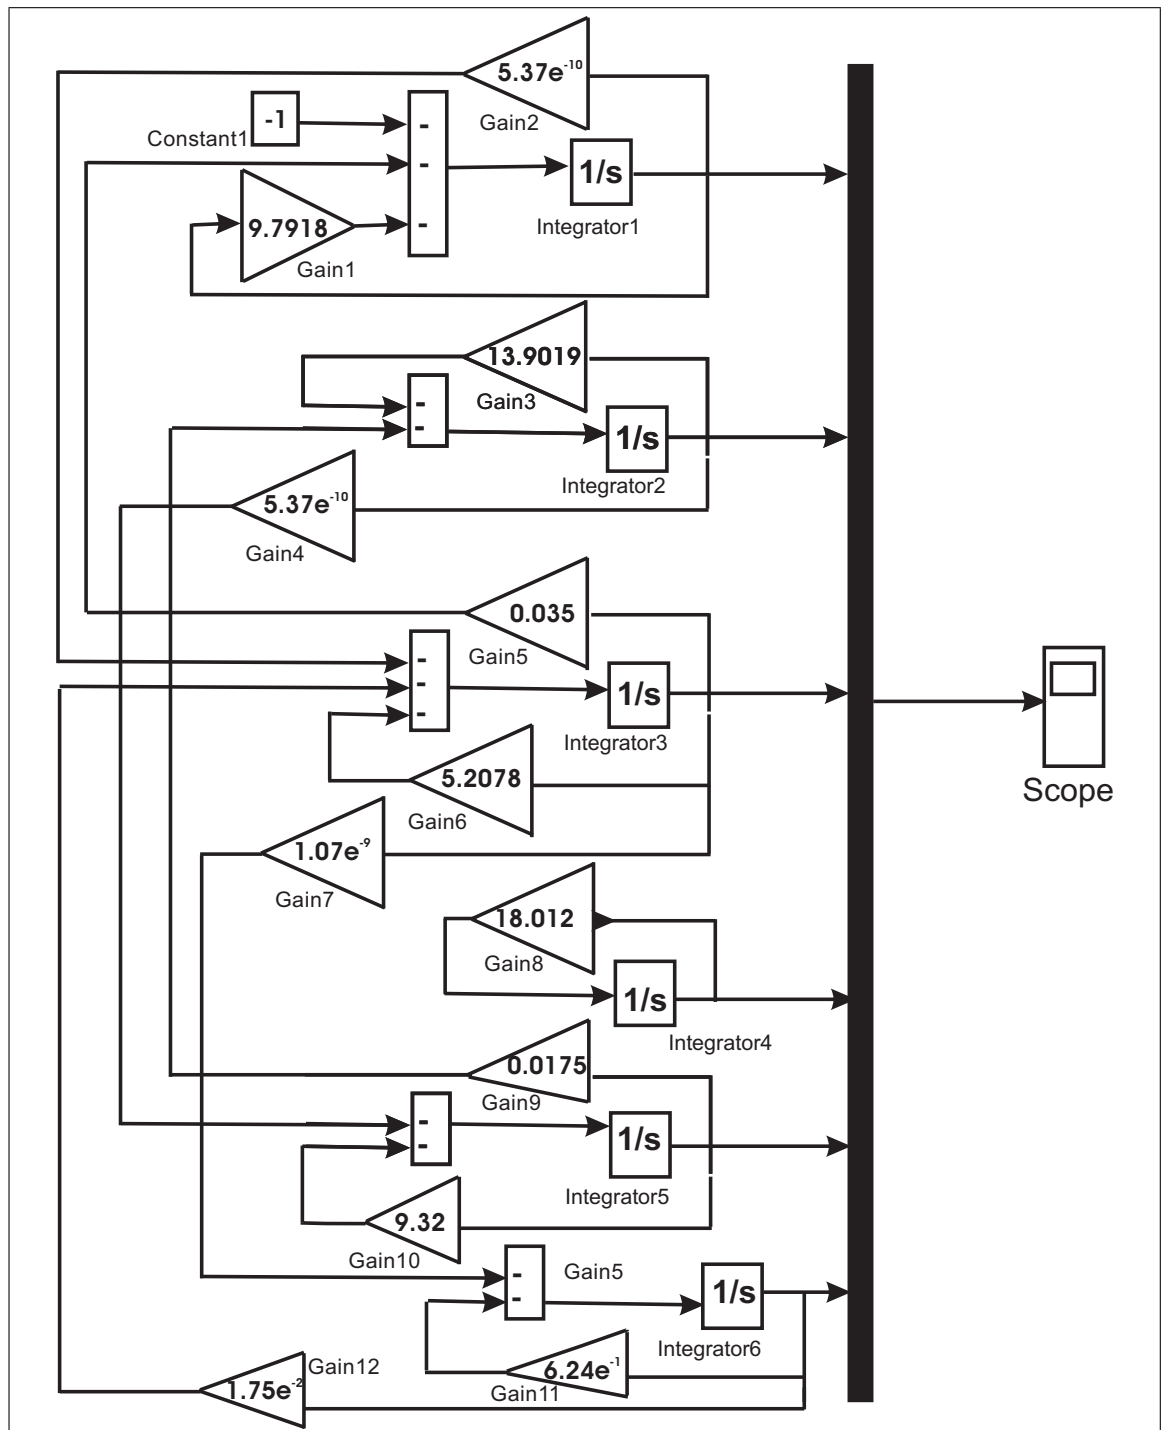 5.37e⁻¹⁰
Gain2
-1
Constant1
-
-
-
1/s
Integrator1
9.7918
Gain1
13.9019
Gain3
-
-
1/s
Integrator2
5.37e⁻¹⁰
Gain4
0.035
Gain5
-
-
-
1/s
Integrator3
5.2078
Gain6
1.07e⁻⁹
Gain7
18.012
Gain8
1/s
Integrator4
0.0175
Gain9
-
-
1/s
Integrator5
9.32
Gain10
-
-
Gain5
1/s
Integrator6
6.24e⁻¹
Gain11
Gain12
1.75e⁻²
Scope